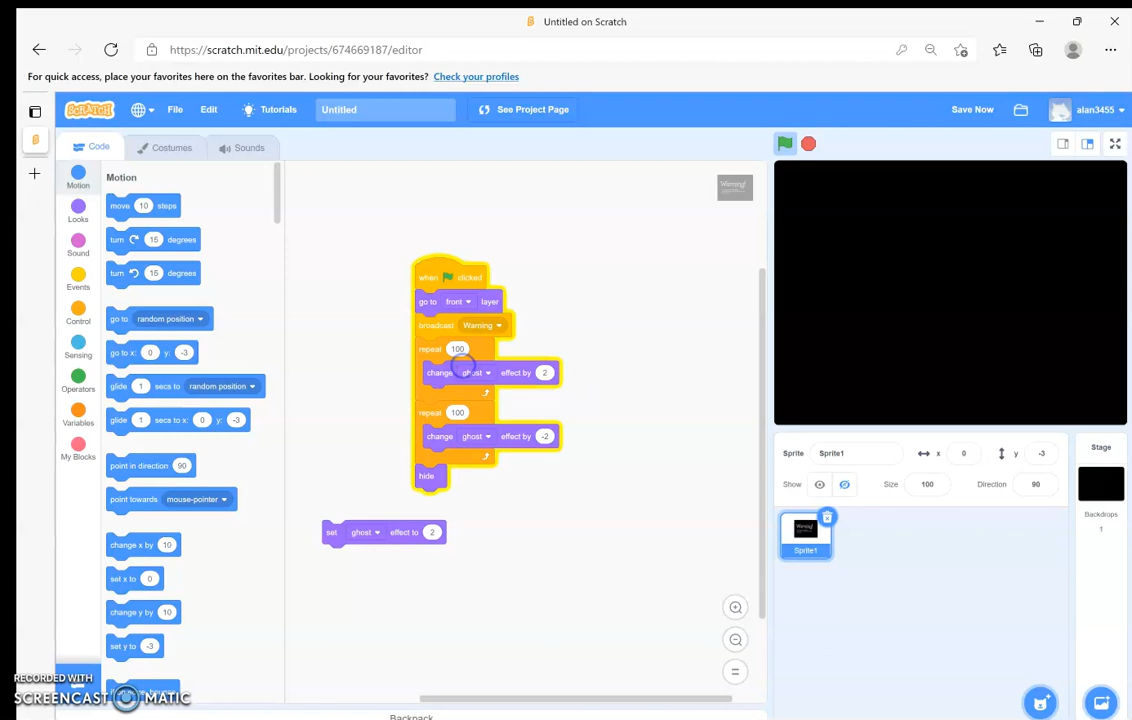 Untitled on Scratch
https://scratch.mit.edu/projects/674669187/editor
For quick access, place your favorites here on the favorites bar. Looking for your favorites? Check your profiles
SCRATCH File Edit Tutorials Untitled See Project Page Save Now alan3455
Code Costumes Sounds
Motion
Looks
Sound
Events
Control
Sensing
Operators
Variables
My Blocks
Motion
move 10 steps
turn 15 degrees
turn 15 degrees
go to random position
go to x: 0 y: -3
glide 1 secs to random position
glide 1 secs to x: 0 y: -3
point in direction 90
point towards mouse-pointer
change x by 10
set x to 0
change y by 10
set y to -3
Warning!
when clicked
go to front layer
broadcast Warning
repeat 100
change ghost effect by 2
repeat 100
change ghost effect by -2
hide
set ghost effect to 2
Sprite Sprite1 x 0 y -3
Show Size 100 Direction 90
Sprite1
Stage
Backdrops
1
Backpack
RECORDED WITH
SCREENCAST MATIC